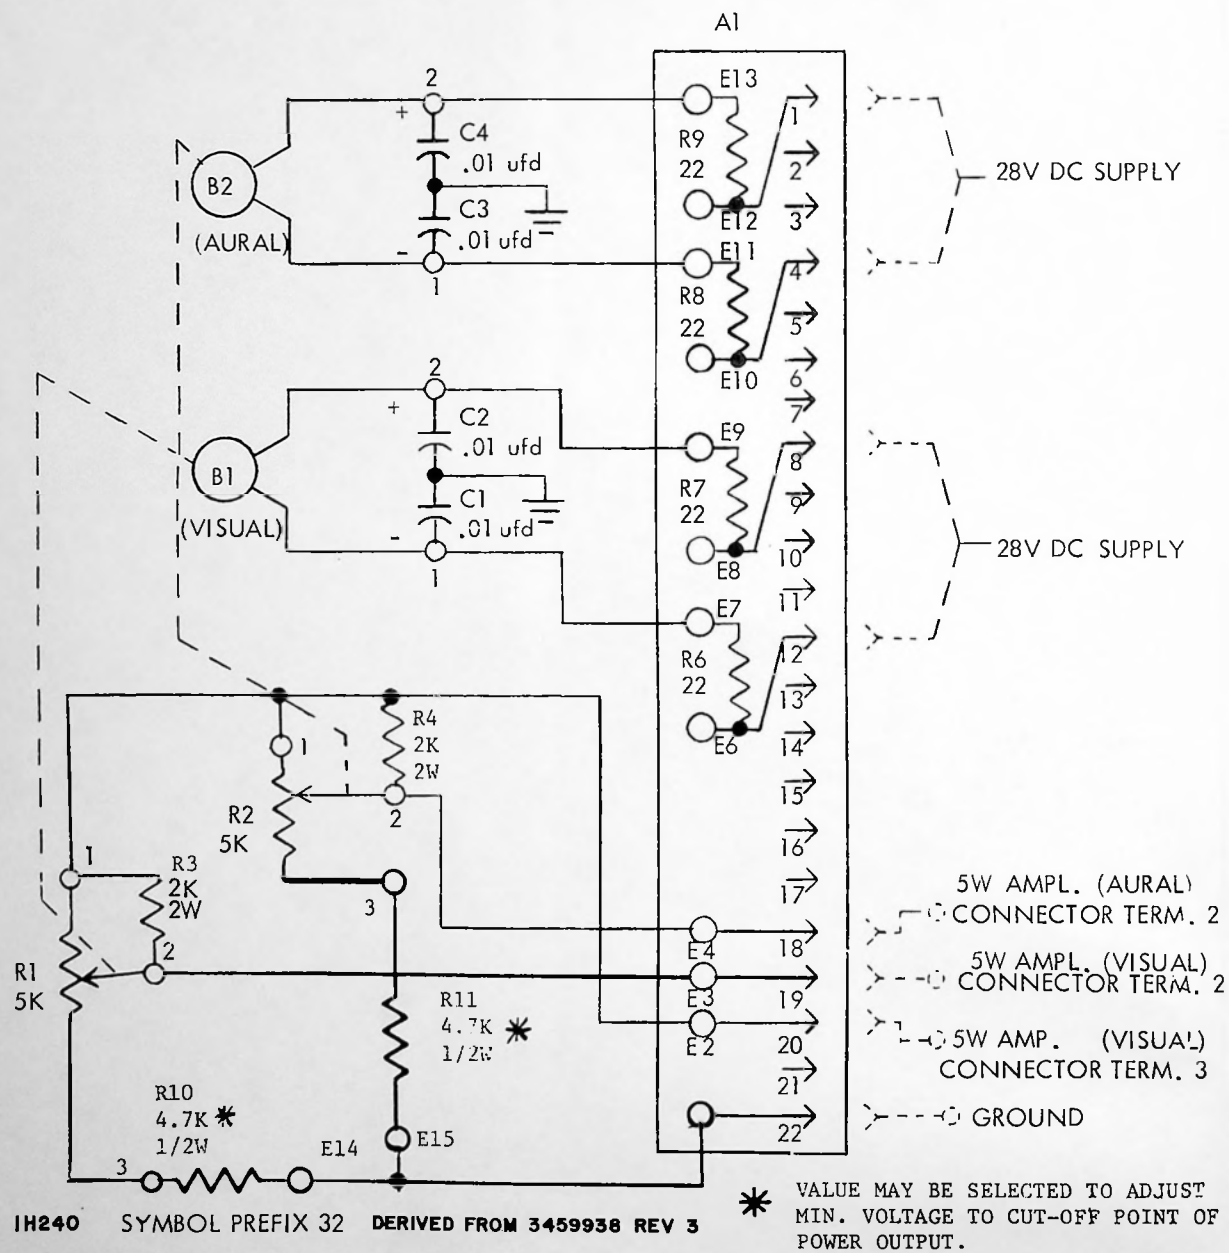 A1
2
E13
+
C4
.01 ufd
R9
22
1
2
28V DC SUPPLY
B2
(AURAL)
C3
.01 ufd
E12
3
-
1
E11
4
R8
22
5
E10
6
7
2
+
C2
.01 ufd
E9
8
B1
(VISUAL)
C1
.01 ufd
R7
22
9
-
1
E8
10
28V DC SUPPLY
11
E7
12
R6
22
13
E6
14
R4
2K
2W
1
15
R2
5K
2
16
1
R3
2K
2W
3
17
5W AMPL. (AURAL)
CONNECTOR TERM. 2
E4
18
R1
5K
2
E3
19
5W AMPL. (VISUAL)
CONNECTOR TERM. 2
R11
4.7K *
1/2W
E2
20
5W AMP. (VISUAL)
CONNECTOR TERM. 3
21
R10
4.7K *
1/2W
22
GROUND
E14
E15
3
* VALUE MAY BE SELECTED TO ADJUST
MIN. VOLTAGE TO CUT-OFF POINT OF
POWER OUTPUT.
1H240 SYMBOL PREFIX 32 DERIVED FROM 3459938 REV 3